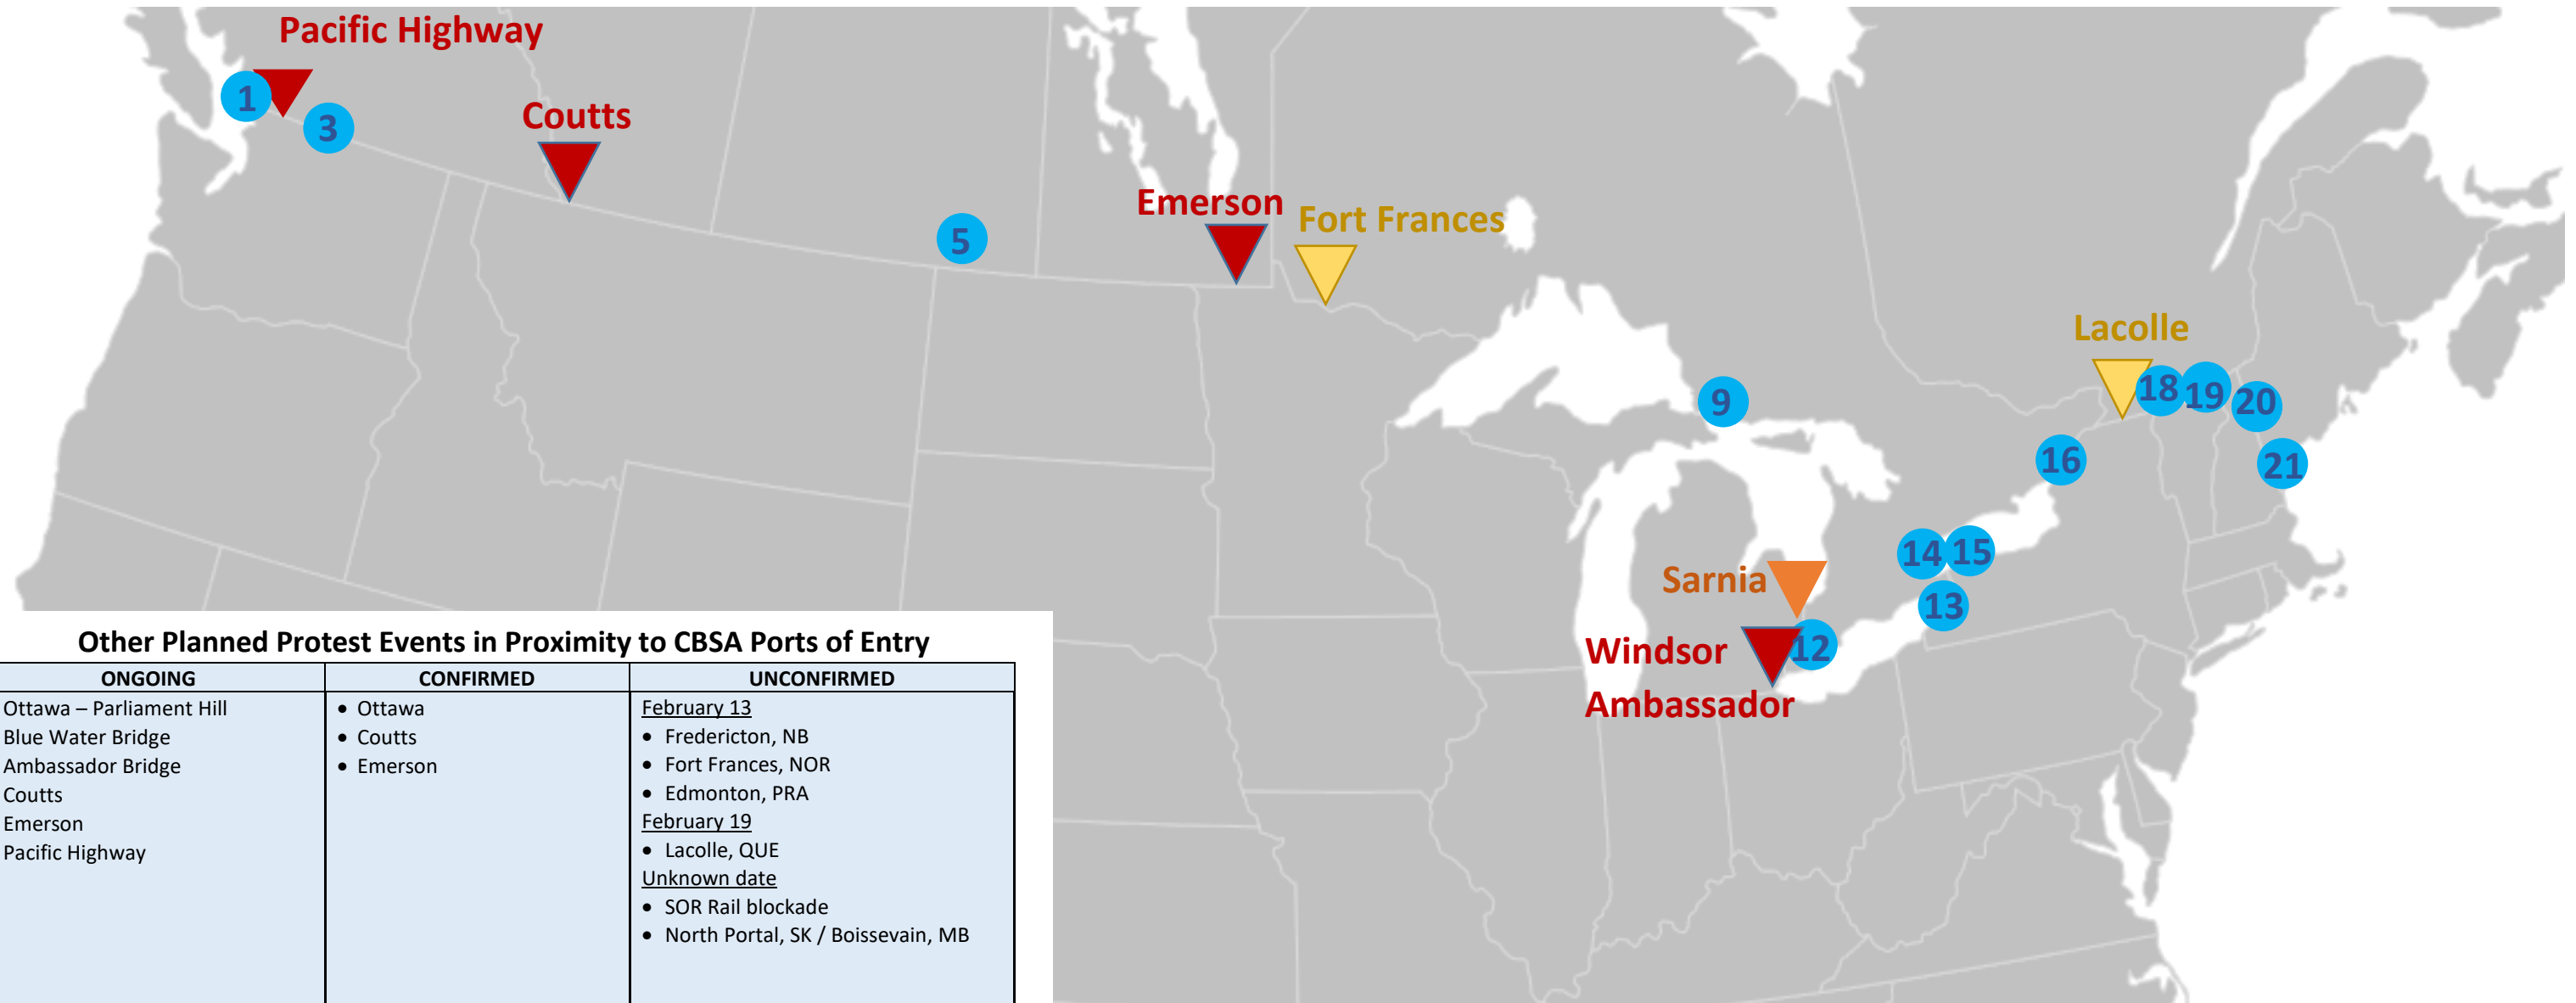 Pacific Highway
1
3
Coutts
5
Emerson
Fort Frances
Lacolle
18
19
20
9
16
21
14
15
Sarnia
13
Windsor
Ambassador
12
Other Planned Protest Events in Proximity to CBSA Ports of Entry
ONGOING
Ottawa – Parliament Hill
Blue Water Bridge
Ambassador Bridge
Coutts
Emerson
Pacific Highway
CONFIRMED
• Ottawa
• Coutts
• Emerson
UNCONFIRMED
February 13
• Fredericton, NB
• Fort Frances, NOR
• Edmonton, PRA
February 19
• Lacolle, QUE
Unknown date
• SOR Rail blockade
• North Portal, SK / Boissevain, MB